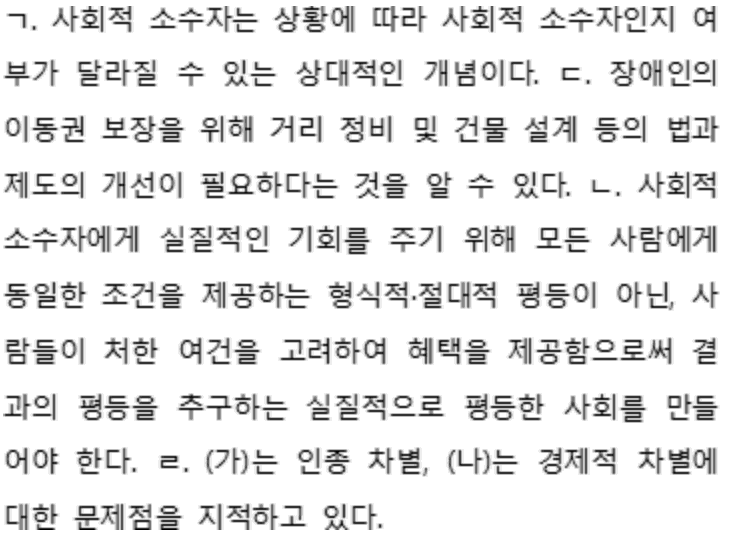 ㄱ. 사회적 소수자는 상황에 따라 사회적 소수자인지 여
부가 달라질 수 있는 상대적인 개념이다. ㄷ. 장애인의
이동권 보장을 위해 거리 정비 및 건물 설계 등의 법과
제도의 개선이 필요하다는 것을 알 수 있다. ㄴ. 사회적
소수자에게 실질적인 기회를 주기 위해 모든 사람에게
동일한 조건을 제공하는 형식적·절대적 평등이 아닌, 사
람들이 처한 여건을 고려하여 혜택을 제공함으로써 결
과의 평등을 추구하는 실질적으로 평등한 사회를 만들
어야 한다. ㄹ. (가)는 인종 차별, (나)는 경제적 차별에
대한 문제점을 지적하고 있다.